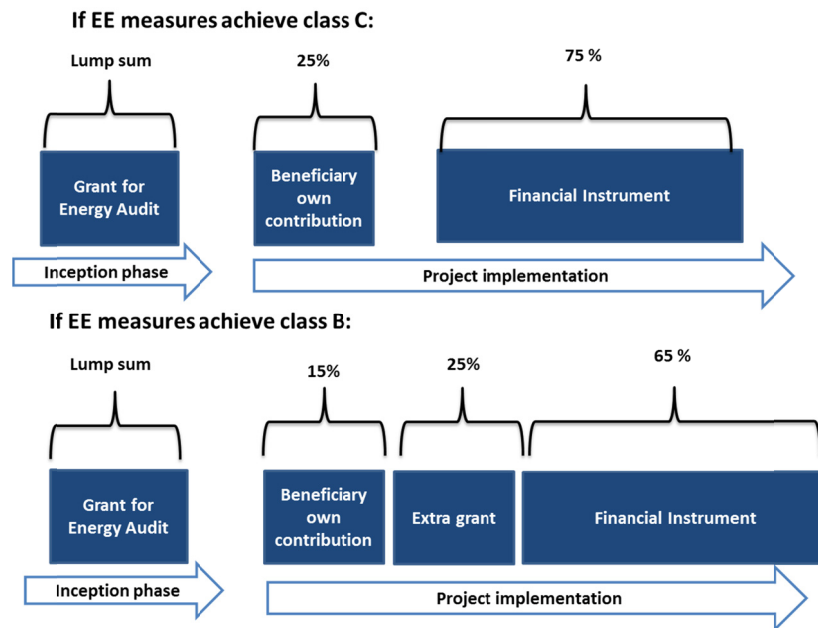 If EE measures achieve class C:
Lump sum
25%
75 %
Grant for
Energy Audit
Beneficiary
own
contribution
Financial Instrument
Inception phase
Project implementation
If EE measures achieve class B:
Lump sum
15%
25%
65 %
Grant for
Energy Audit
Beneficiary
own
contribution
Extra grant
Financial Instrument
Inception phase
Project implementation